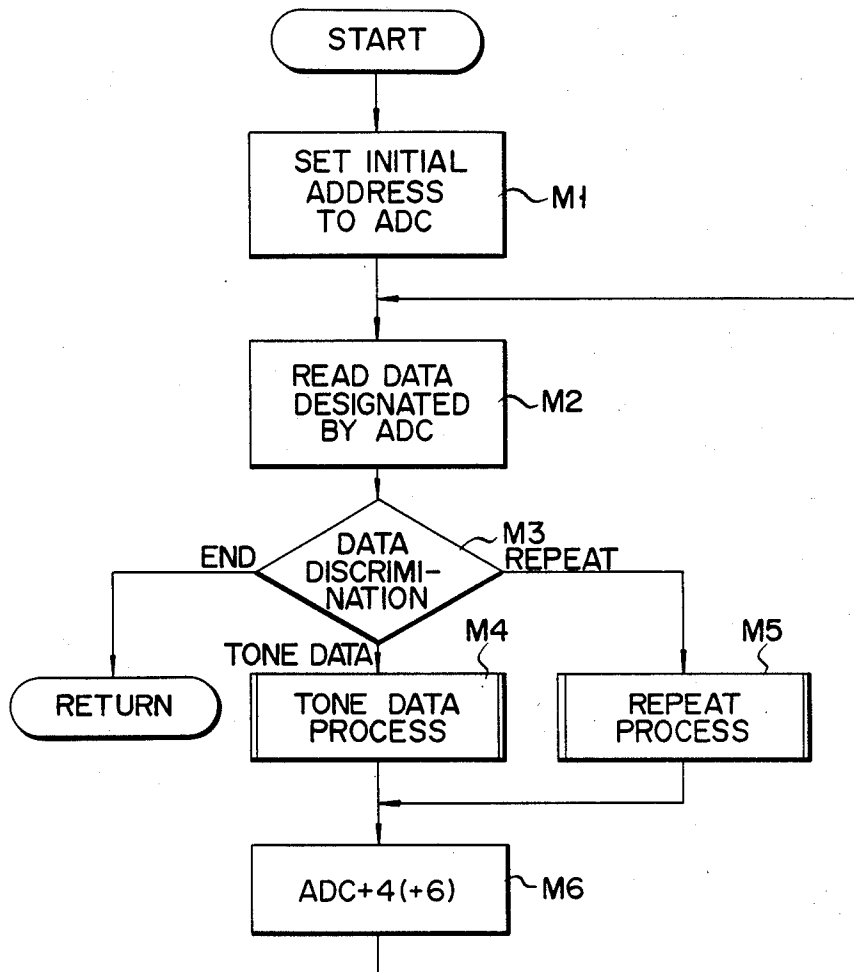 START
SET INITIAL
ADDRESS
TO ADC
M1
READ DATA
DESIGNATED
BY ADC
M2
M3
DATA
DISCRIMI-
NATION
END
REPEAT
TONE DATA
M4
M5
RETURN
TONE DATA
PROCESS
REPEAT
PROCESS
ADC+4(+6)
M6